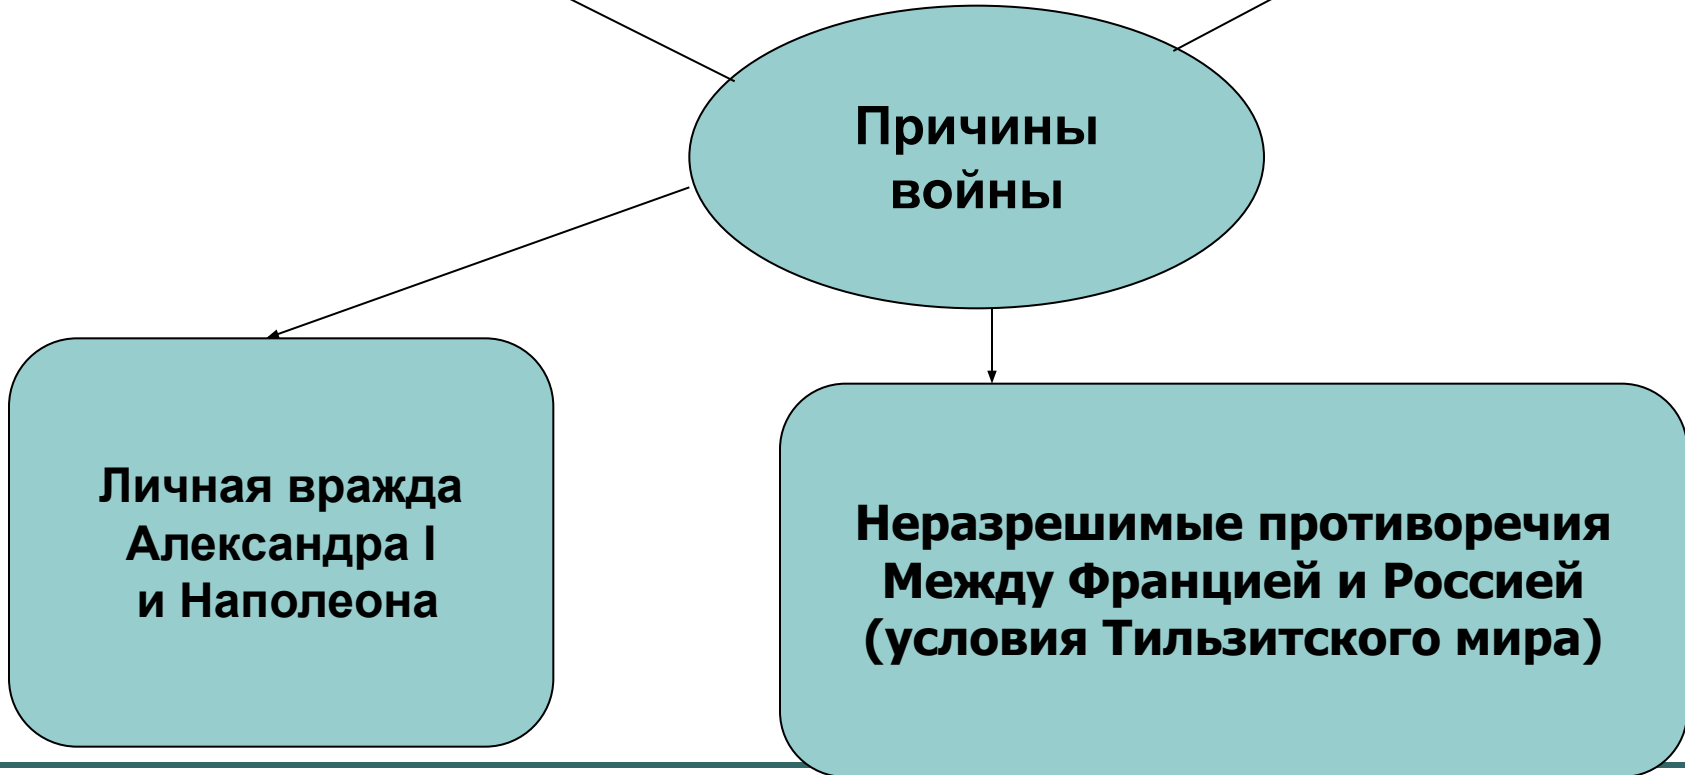 Причины
войны
Личная вражда
Александра I
и Наполеона
Неразрешимые противоречия
Между Францией и Россией
(условия Тильзитского мира)